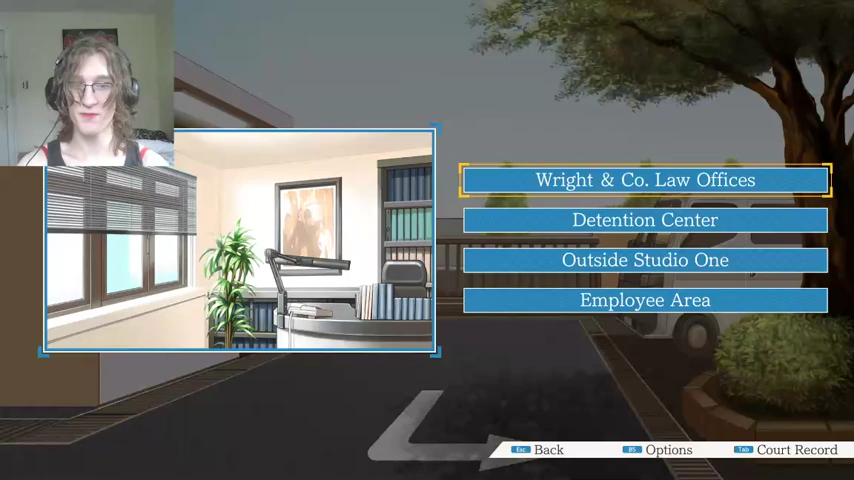 Wright & Co. Law Offices
Detention Center
Outside Studio One
Employee Area
Esc Back BS Options Tab Court Record